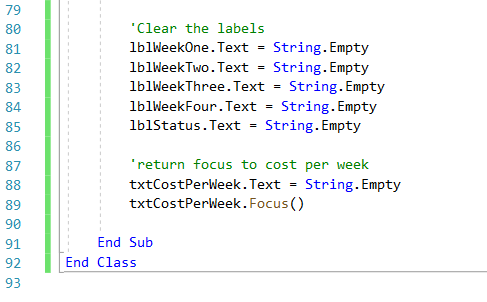 79
80 'Clear the labels
81 lblWeekOne.Text = String.Empty
82 lblWeekTwo.Text = String.Empty
83 lblWeekThree.Text = String.Empty
84 lblWeekFour.Text = String.Empty
85 lblStatus.Text = String.Empty
86
87 'return focus to cost per week
88 txtCostPerWeek.Text = String.Empty
89 txtCostPerWeek.Focus()
90
91 End Sub
92 End Class
93